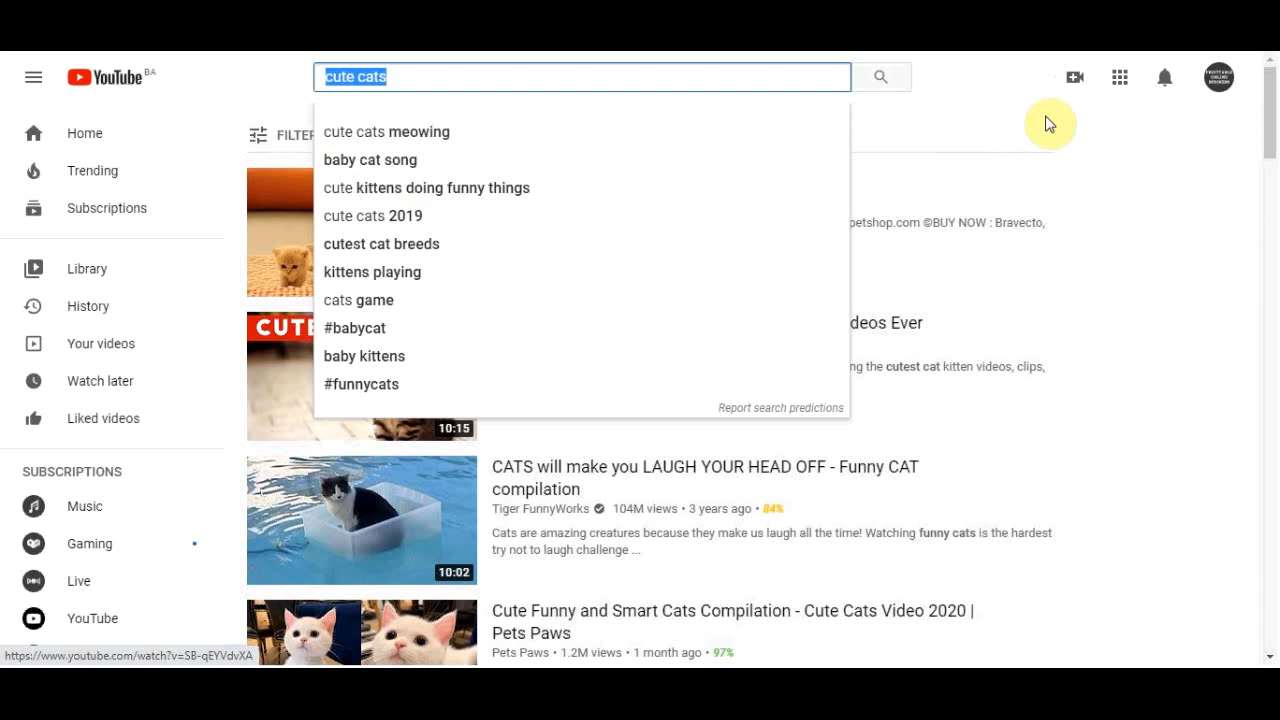 YouTube BA
cute cats
cute cats meowing
baby cat song
cute kittens doing funny things
cute cats 2019
cutest cat breeds
kittens playing
cats game
#babycat
baby kittens
#funnycats
Report search predictions
Home
Trending
Subscriptions
Library
History
Your videos
Watch later
Liked videos
SUBSCRIPTIONS
Music
Gaming
Live
YouTube
https://www.youtube.com/watch?v=SB-qEYVdvXA
FILTER
petshop.com ©BUY NOW : Bravecto,
CUTE
deos Ever
ng the cutest cat kitten videos, clips,
10:15
CATS will make you LAUGH YOUR HEAD OFF - Funny CAT
compilation
Tiger FunnyWorks 104M views • 3 years ago • 84%
Cats are amazing creatures because they make us laugh all the time! Watching funny cats is the hardest
try not to laugh challenge ...
10:02
Cute Funny and Smart Cats Compilation - Cute Cats Video 2020 |
Pets Paws
Pets Paws • 1.2M views • 1 month ago • 97%